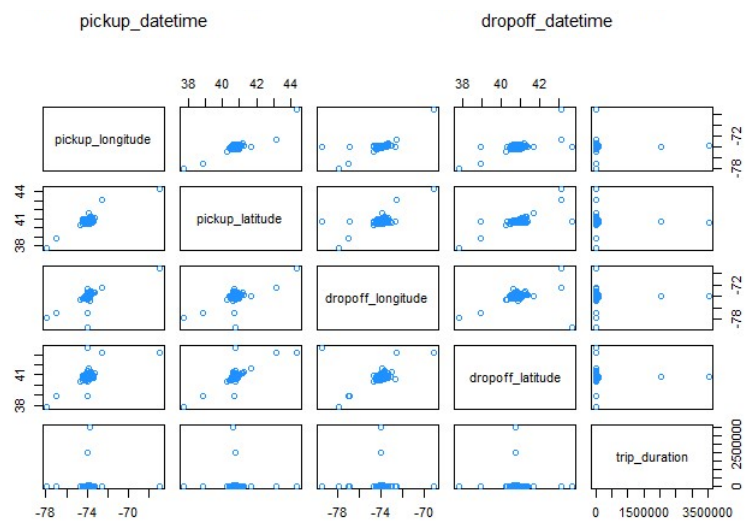 pickup_datetime dropoff_datetime
38 40 42 44 38 40 42
pickup_longitude -78 -72
38 41 44 pickup_latitude
dropoff_longitude -78 -72
38 41 dropoff_latitude
trip_duration 0 2500000
-78 -74 -70 -78 -74 -70 0 1500000 3500000